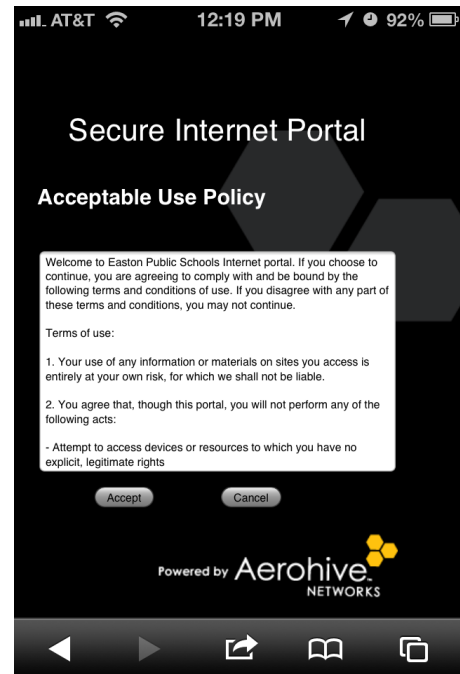 AT&T 12:19 PM 92%
Secure Internet Portal
Acceptable Use Policy
Welcome to Easton Public Schools Internet portal. If you choose to
continue, you are agreeing to comply with and be bound by the
following terms and conditions of use. If you disagree with any part of
these terms and conditions, you may not continue.
Terms of use:
1. Your use of any information or materials on sites you access is
entirely at your own risk, for which we shall not be liable.
2. You agree that, though this portal, you will not perform any of the
following acts:
- Attempt to access devices or resources to which you have no
explicit, legitimate rights
Accept Cancel
Powered by Aerohive
NETWORKS